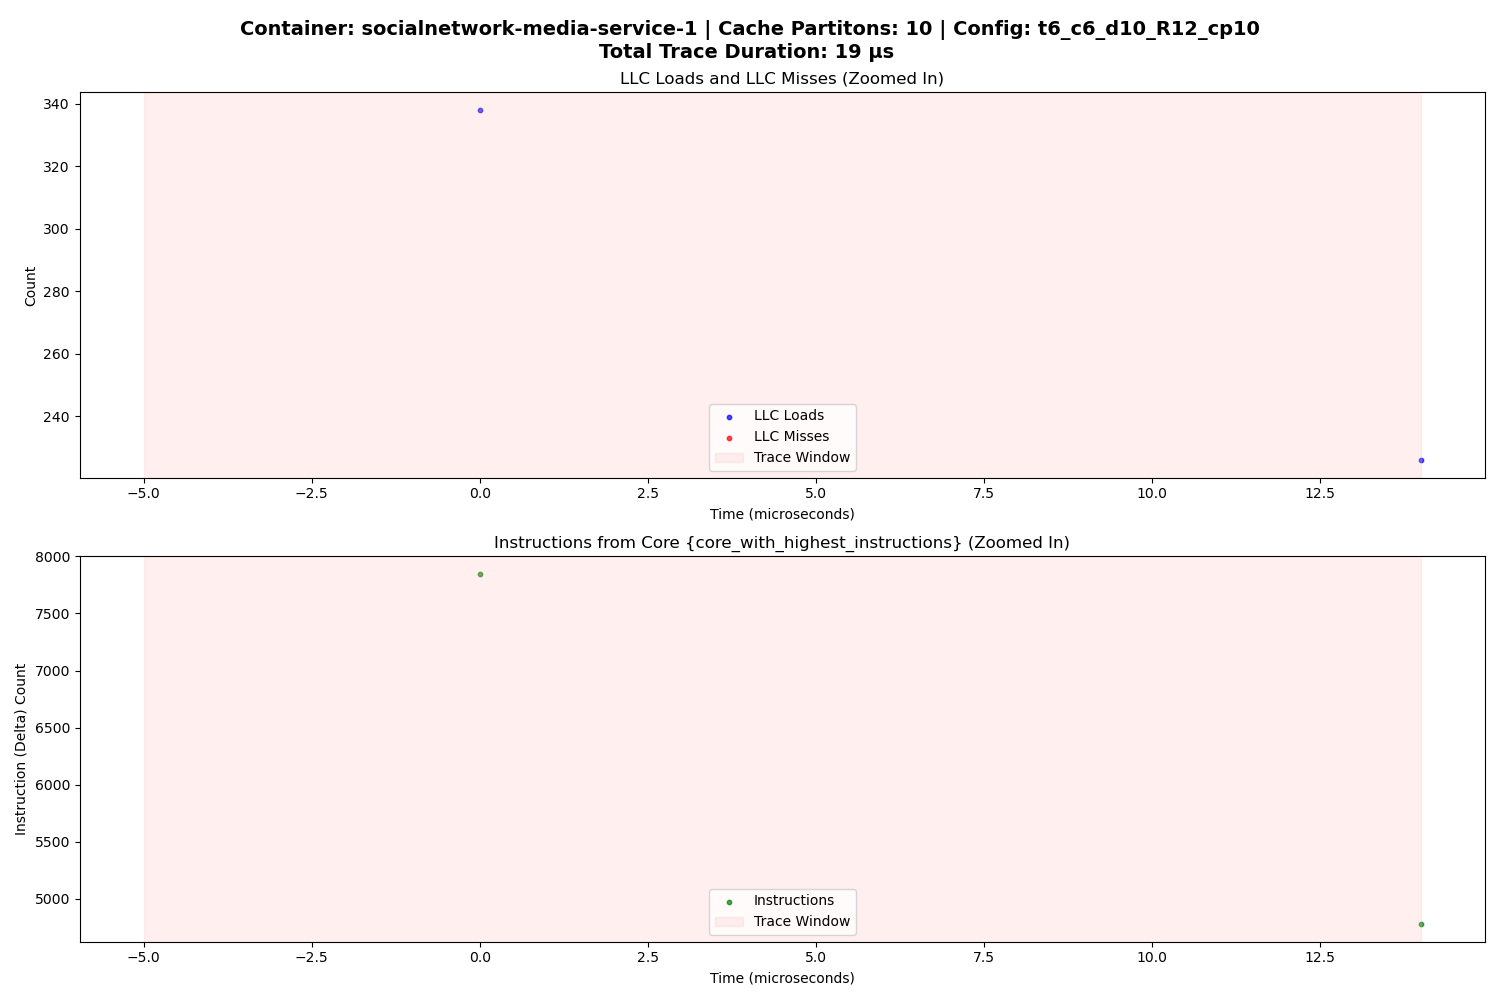 Container: socialnetwork-media-service-1 | Cache Partitons: 10 | Config: t6_c6_d10_R12_cp10
Total Trace Duration: 19 µs
LLC Loads and LLC Misses (Zoomed In)
340
320
300
280
260
240
Count
LLC Loads
LLC Misses
Trace Window
−5.0
−2.5
0.0
2.5
5.0
7.5
10.0
12.5
Time (microseconds)
Instructions from Core {core_with_highest_instructions} (Zoomed In)
8000
7500
7000
6500
6000
5500
5000
Instruction (Delta) Count
Instructions
Trace Window
−5.0
−2.5
0.0
2.5
5.0
7.5
10.0
12.5
Time (microseconds)